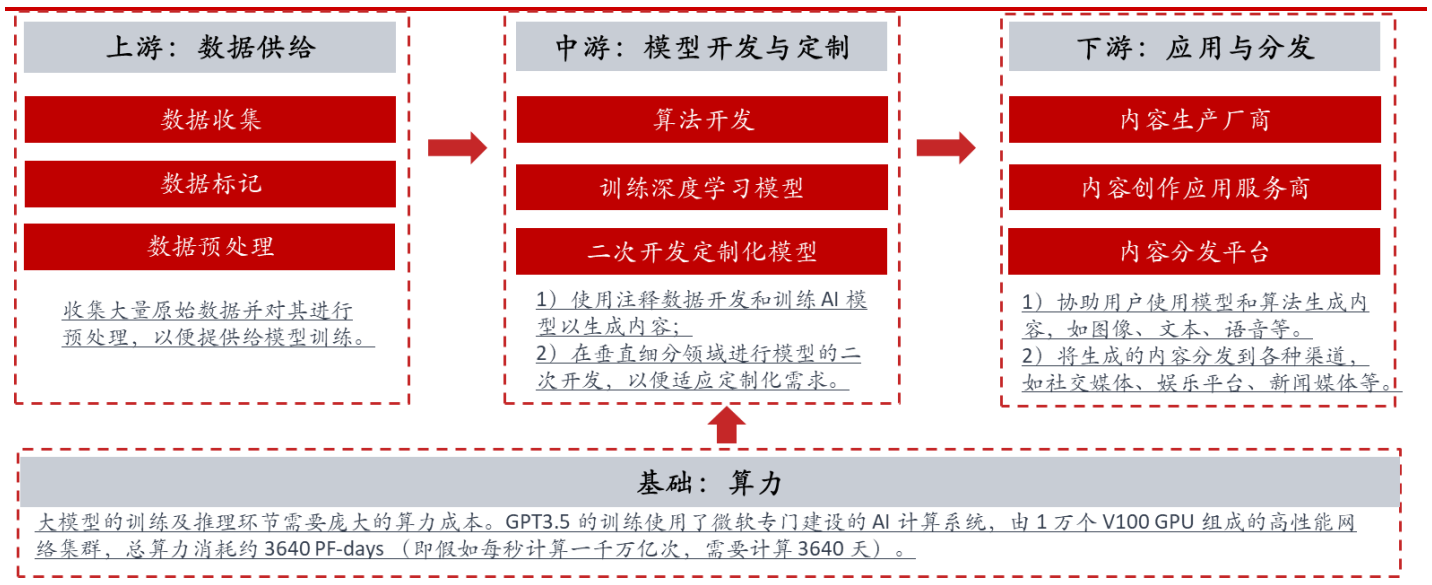 上游：数据供给
数据收集
数据标记
数据预处理
收集大量原始数据并对其进行
预处理，以便提供给模型训练。
中游：模型开发与定制
算法开发
训练深度学习模型
二次开发定制化模型
1）使用注释数据开发和训练 AI 模
型以生成内容；
2）在垂直细分领域进行模型的二
次开发，以便适应定制化需求。
下游：应用与分发
内容生产厂商
内容创作应用服务商
内容分发平台
1）协助用户使用模型和算法生成内
容，如图像、文本、语音等。
2）将生成的内容分发到各种渠道，
如社交媒体、娱乐平台、新闻媒体等。
基础：算力
大模型的训练及推理环节需要庞大的算力成本。GPT3.5 的训练使用了微软专门建设的 AI 计算系统，由 1 万个 V100 GPU 组成的高性能网
络集群，总算力消耗约 3640 PF-days （即假如每秒计算一千万亿次，需要计算 3640 天）。